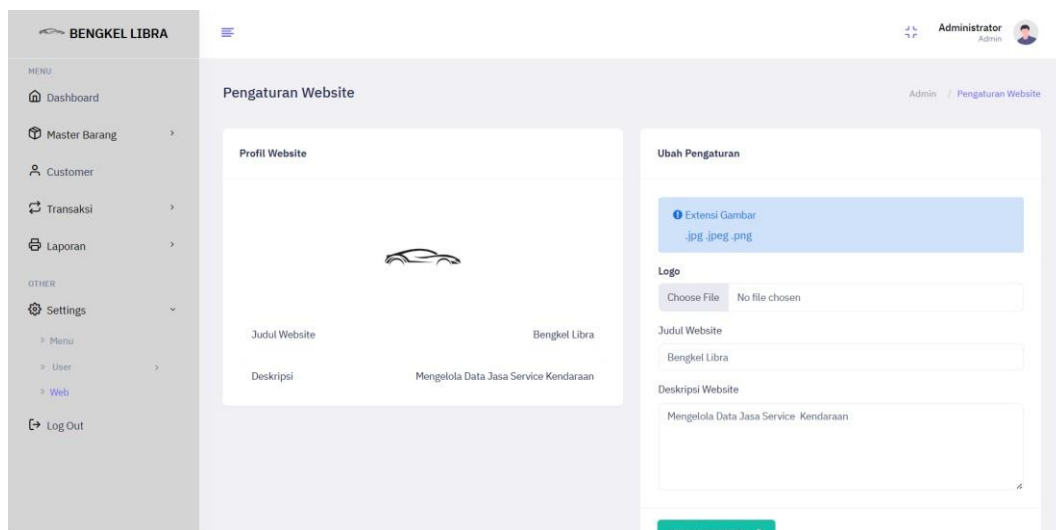 BENGKEL LIBRA
Administrator
Admin
MENU
Dashboard
Master Barang
Customer
Transaksi
Laporan
OTHER
Settings
Menu
User
Web
Log Out
Pengaturan Website
Admin / Pengaturan Website
Profil Website
Judul Website Bengkel Libra
Deskripsi Mengelola Data Jasa Service Kendaraan
Ubah Pengaturan
Extensi Gambar
.jpg .jpeg .png
Logo
Choose File No file chosen
Judul Website
Bengkel Libra
Deskripsi Website
Mengelola Data Jasa Service Kendaraan